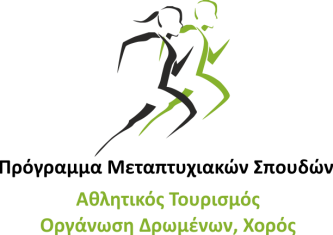 Πρόγραμμα Μεταπτυχιακών Σπουδών
Αθλητικός Τουρισμός
Οργάνωση Δρωμένων, Χορός